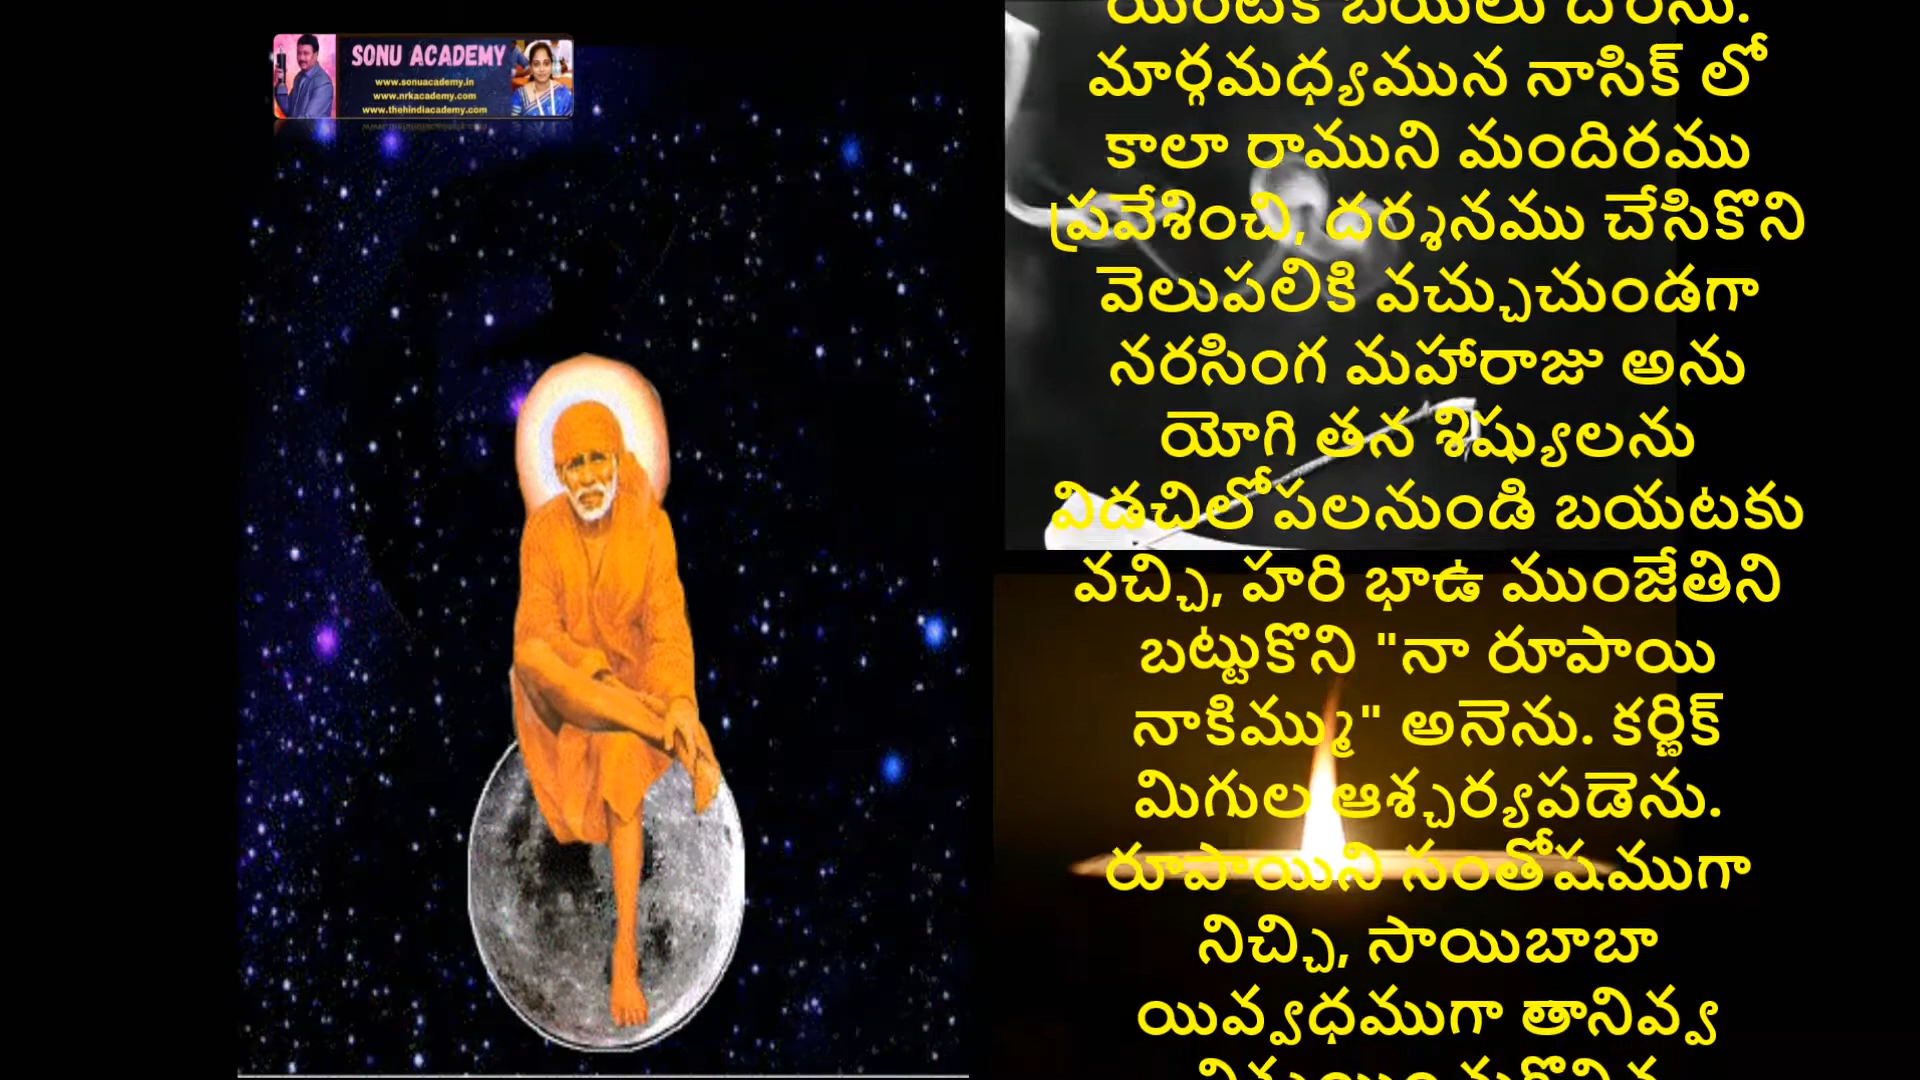 SONU ACADEMY
www.sonuacademy.in
www.nrkacademy.com
www.thehindiacademy.com
మార్గమధ్యమున నాసిక్ లో
కాలా రాముని మందిరము
ప్రవేశించి, దర్శనము చేసికొని
వెలుపలికి వచ్చుచుండగా
నరసింగ మహారాజు అను
యోగి తన శిష్యులను
విడచిలోపలనుండి బయటకు
వచ్చి, హరి భాఉ ముంజేతిని
బట్టుకొని "నా రూపాయి
నాకిమ్ము" అనెను. కర్ణిక్
మిగుల ఆశ్చర్యపడెను.
రూపాయిని సంతోషముగా
నిచ్చి, సాయిబాబా
యివ్వధముగా తానివ్వ